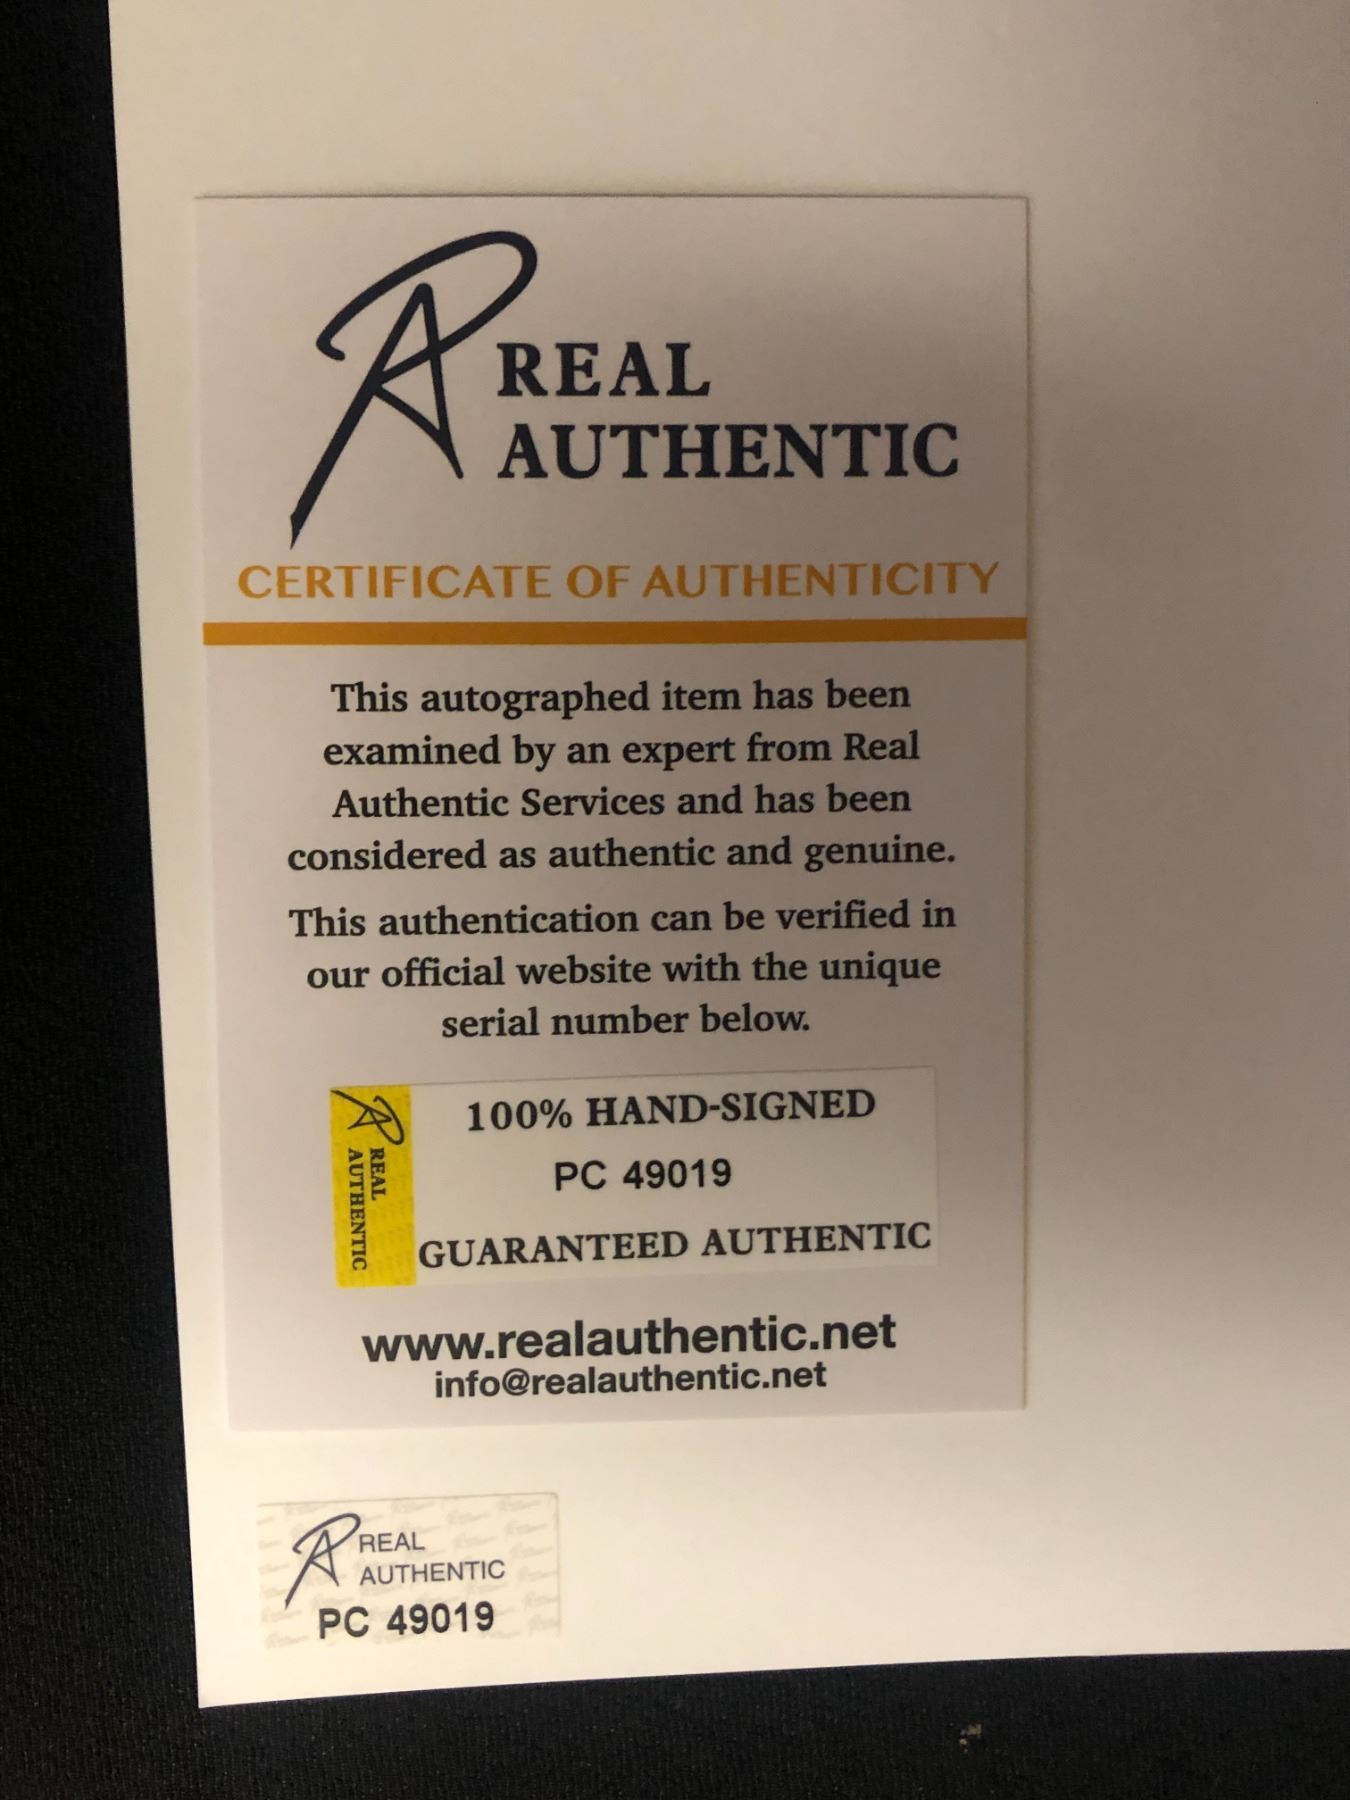 REAL
AUTHENTIC
CERTIFICATE OF AUTHENTICITY
This autographed item has been
examined by an expert from Real
Authentic Services and has been
considered as authentic and genuine.
This authentication can be verified in
our official website with the unique
serial number below.
REAL
AUTHENTIC
100% HAND-SIGNED
PC 49019
GUARANTEED AUTHENTIC
www.realauthentic.net
info@realauthentic.net
REAL
AUTHENTIC
PC 49019